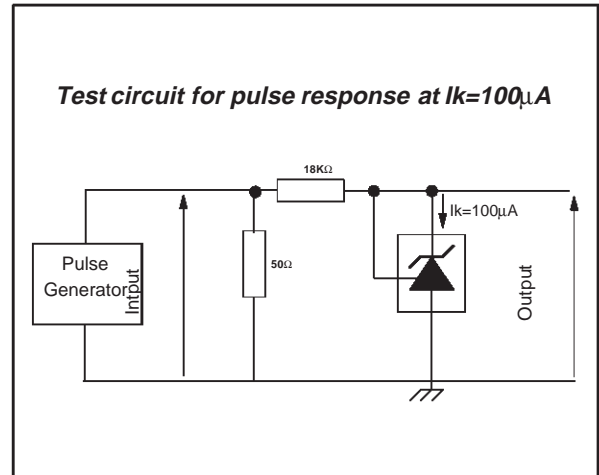 Test circuit for pulse response at Ik=100μA
18KΩ
Ik=100μA
Pulse
Generator
Intput
50Ω
Output